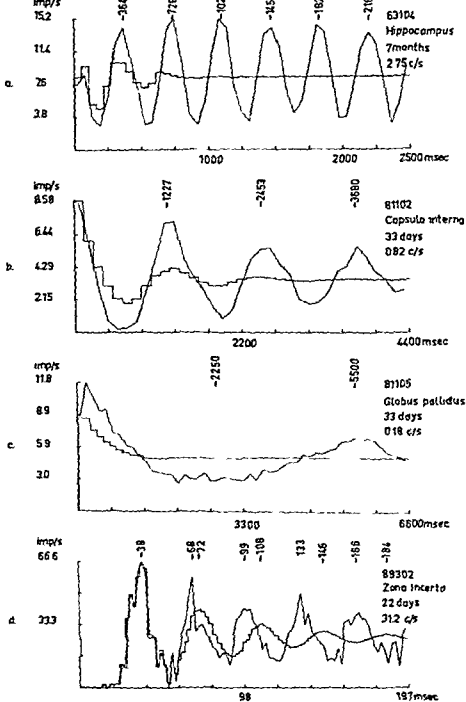 imp/s
15.2
11.4
7.6
3.8
a.
-364
-728
63104
Hippocampus
7months
2.75 c/s
1000
2000
2500msec
imp/s
8.58
6.44
4.29
2.15
b.
-1227
-2453
-3680
81102
Capsula interna
33 days
0.82 c/s
2200
4400msec
imp/s
11.8
8.9
5.9
3.0
c.
-2250
-5500
81105
Globus pallidus
33 days
0.18 c/s
3300
6600msec
imp/s
66.6
33.3
d.
-38
-68
-72
-99
-108
133
-146
-166
-184
89302
Zona incerta
22 days
31.2 c/s
98
197msec